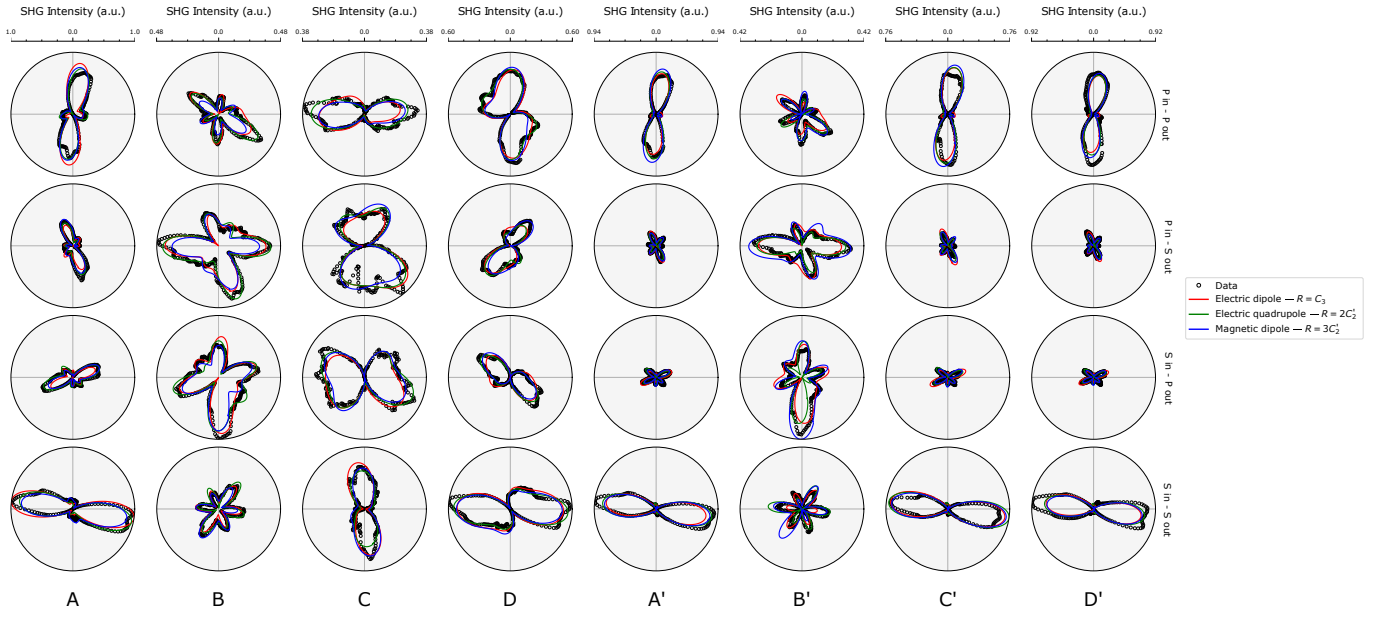 SHG Intensity (a.u.) SHG Intensity (a.u.) SHG Intensity (a.u.) SHG Intensity (a.u.) SHG Intensity (a.u.) SHG Intensity (a.u.) SHG Intensity (a.u.) SHG Intensity (a.u.)
1.0 0.0 1.0 0.48 0.0 0.48 0.38 0.0 0.38 0.60 0.0 0.60 0.94 0.0 0.94 0.42 0.0 0.42 0.76 0.0 0.76 0.92 0.0 0.92
P in - P out
P in - S out
Data
Electric dipole — R = C₃
Electric quadrupole — R = 2C₂′
Magnetic dipole — R = 3C₂′
S in - P out
S in - S out
A B C D A' B' C' D'